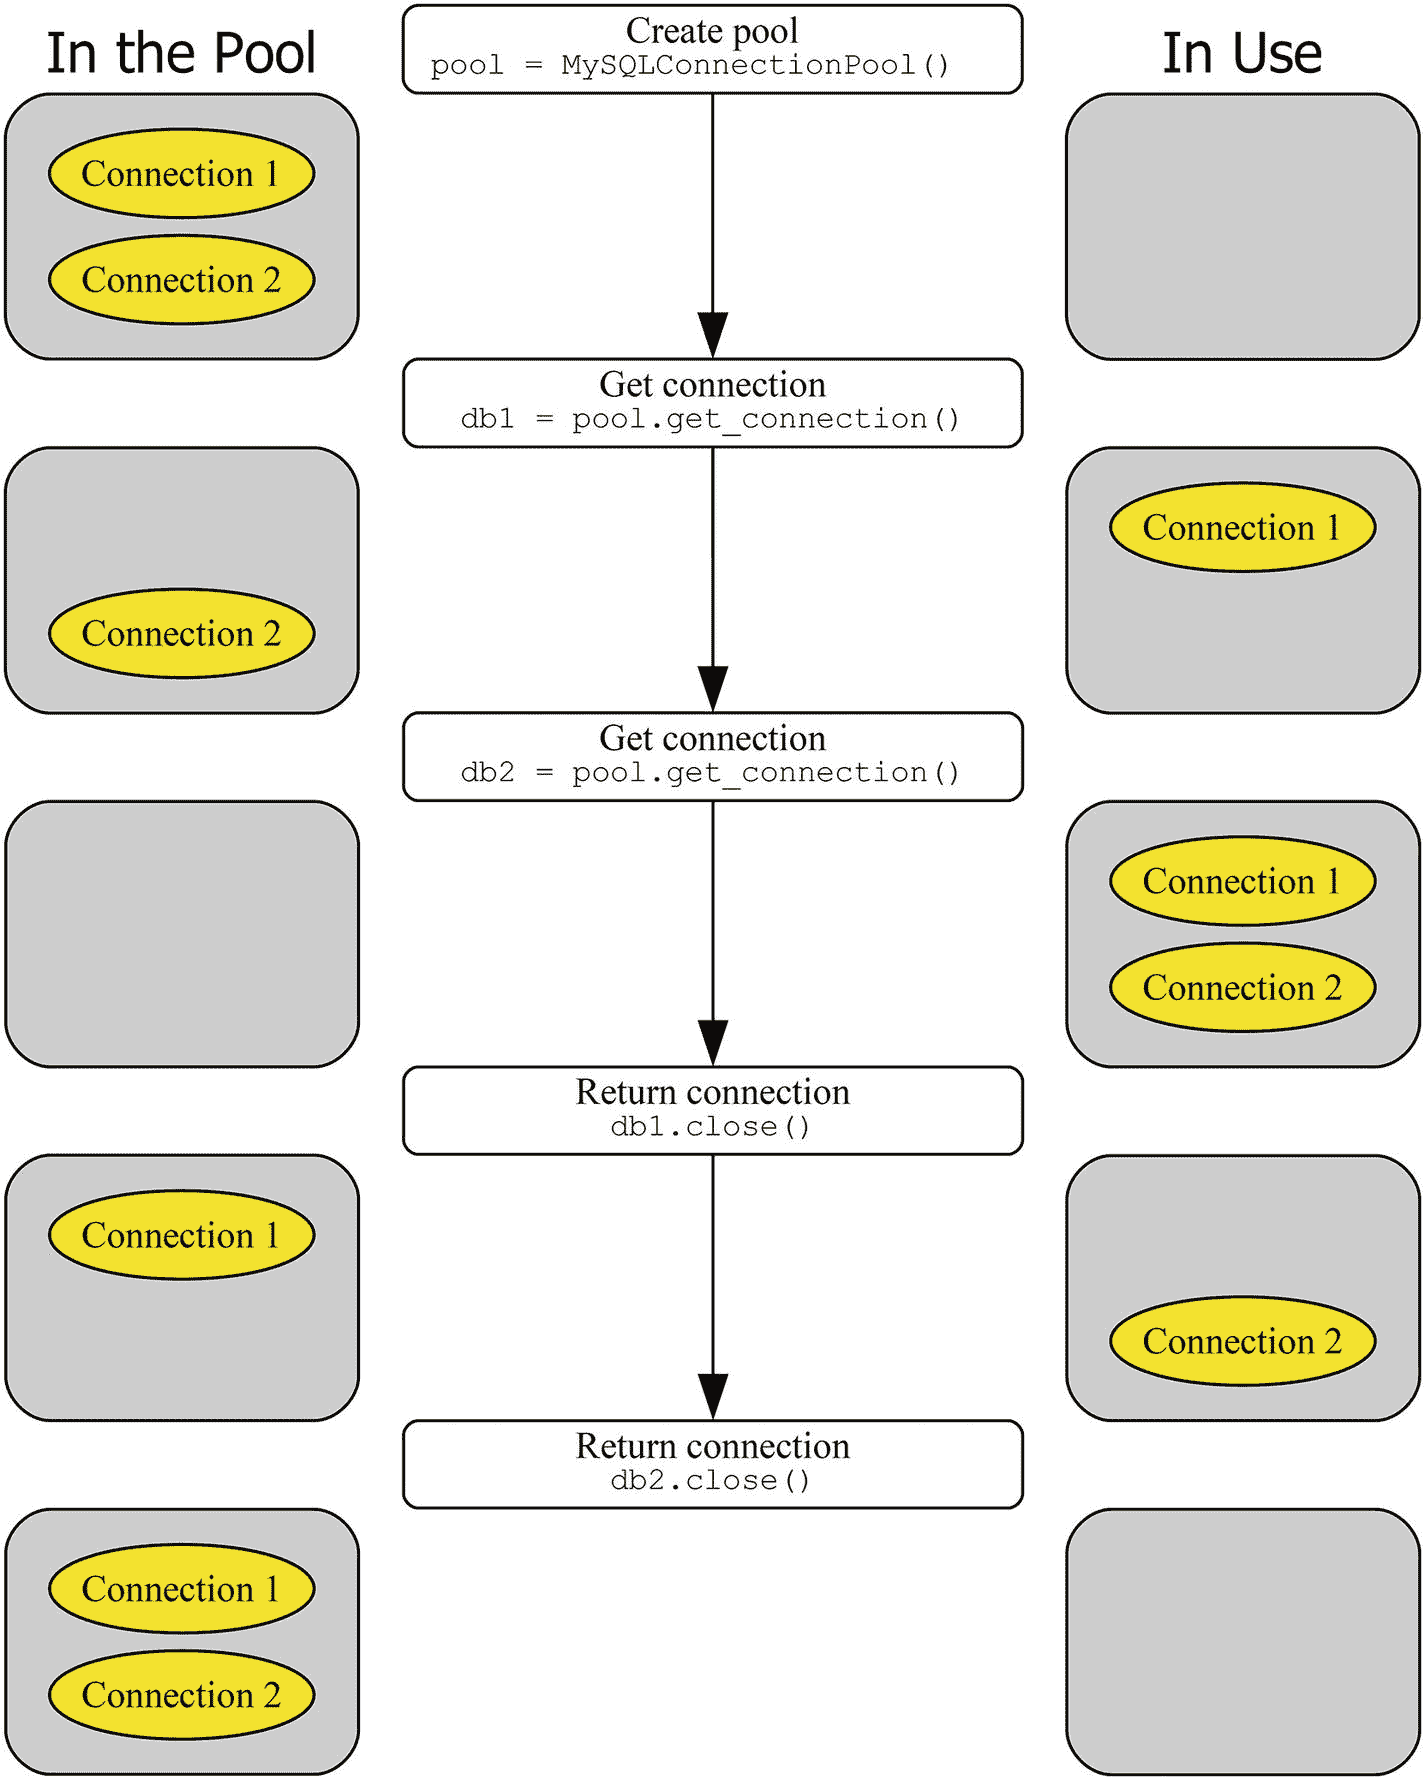 In the Pool
Create pool
pool = MySQLConnectionPool()
In Use
Connection 1
Connection 2
Get connection
db1 = pool.get_connection()
Connection 2
Connection 1
Get connection
db2 = pool.get_connection()
Connection 1
Connection 2
Return connection
db1.close()
Connection 1
Connection 2
Return connection
db2.close()
Connection 1
Connection 2